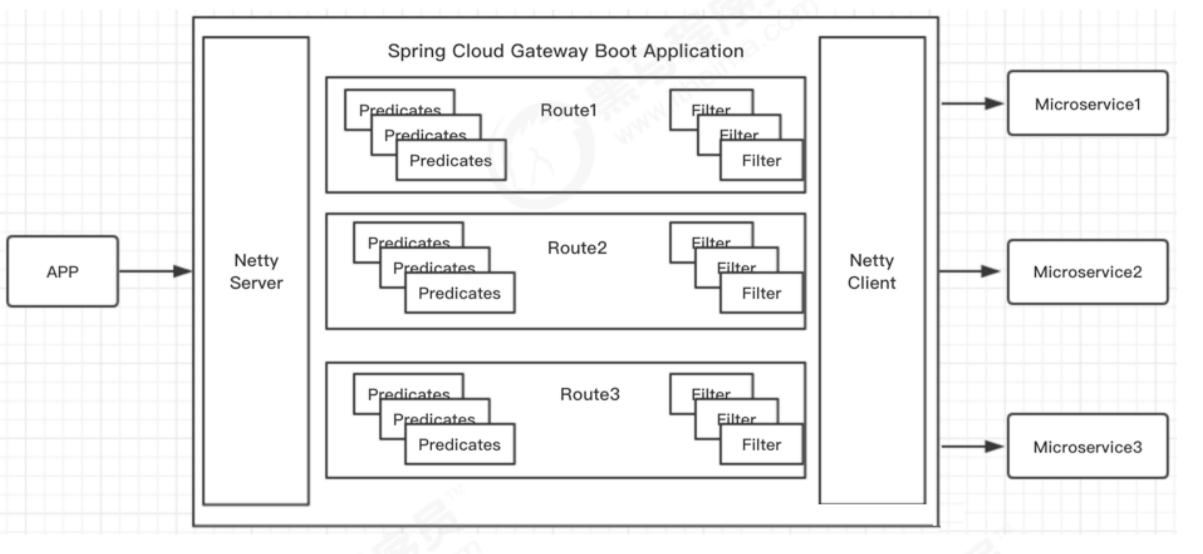 Spring Cloud Gateway Boot Application
Predicates
Predicates
Predicates
Route1
Filter
Filter
Filter
Microservice1
APP
Netty
Server
Predicates
Predicates
Predicates
Route2
Filter
Filter
Filter
Netty
Client
Microservice2
Predicates
Predicates
Predicates
Route3
Filter
Filter
Filter
Microservice3